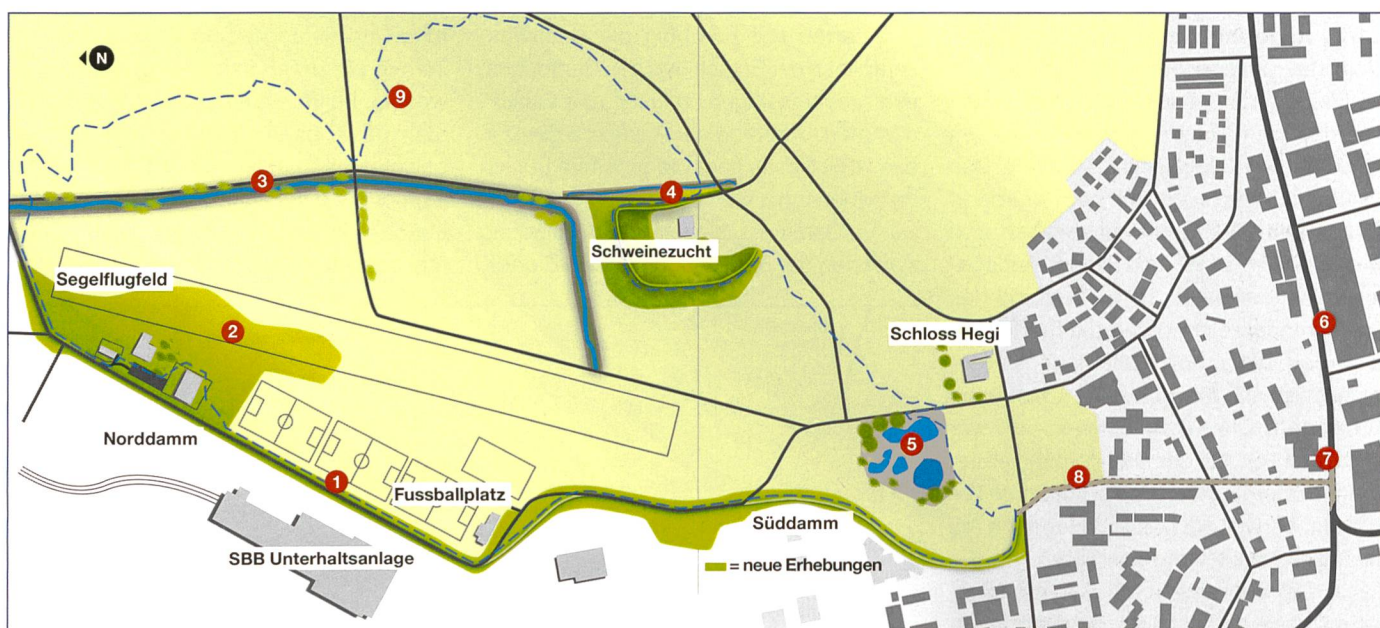 N
9
3
4
Schweinezucht
Segelflugfeld
2
6
Schloss Hegi
Norddamm
5
7
8
1
Fussballplatz
Süddamm
SBB Unterhaltsanlage
= neue Erhebungen